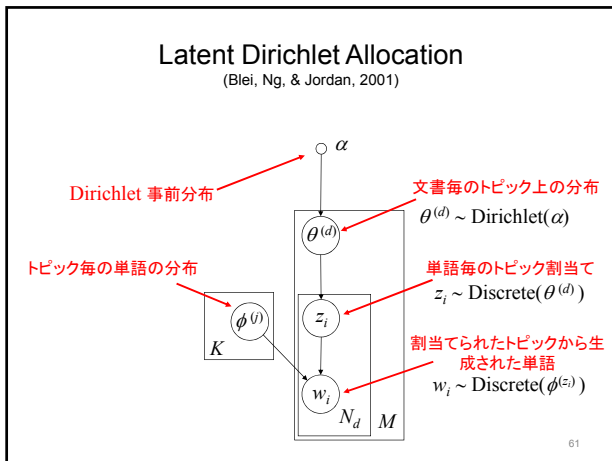 Latent Dirichlet Allocation
(Blei, Ng, & Jordan, 2001)
α
Dirichlet 事前分布
文書毎のトピック上の分布
θ^(d) ~ Dirichlet(α)
θ^(d)
トピック毎の単語の分布
単語毎のトピック割当て
z_i ~ Discrete(θ^(d))
z_i
φ^(j)
K
割当てられたトピックから生
成された単語
w_i ~ Discrete(φ^(z_i))
w_i
N_d
M
61